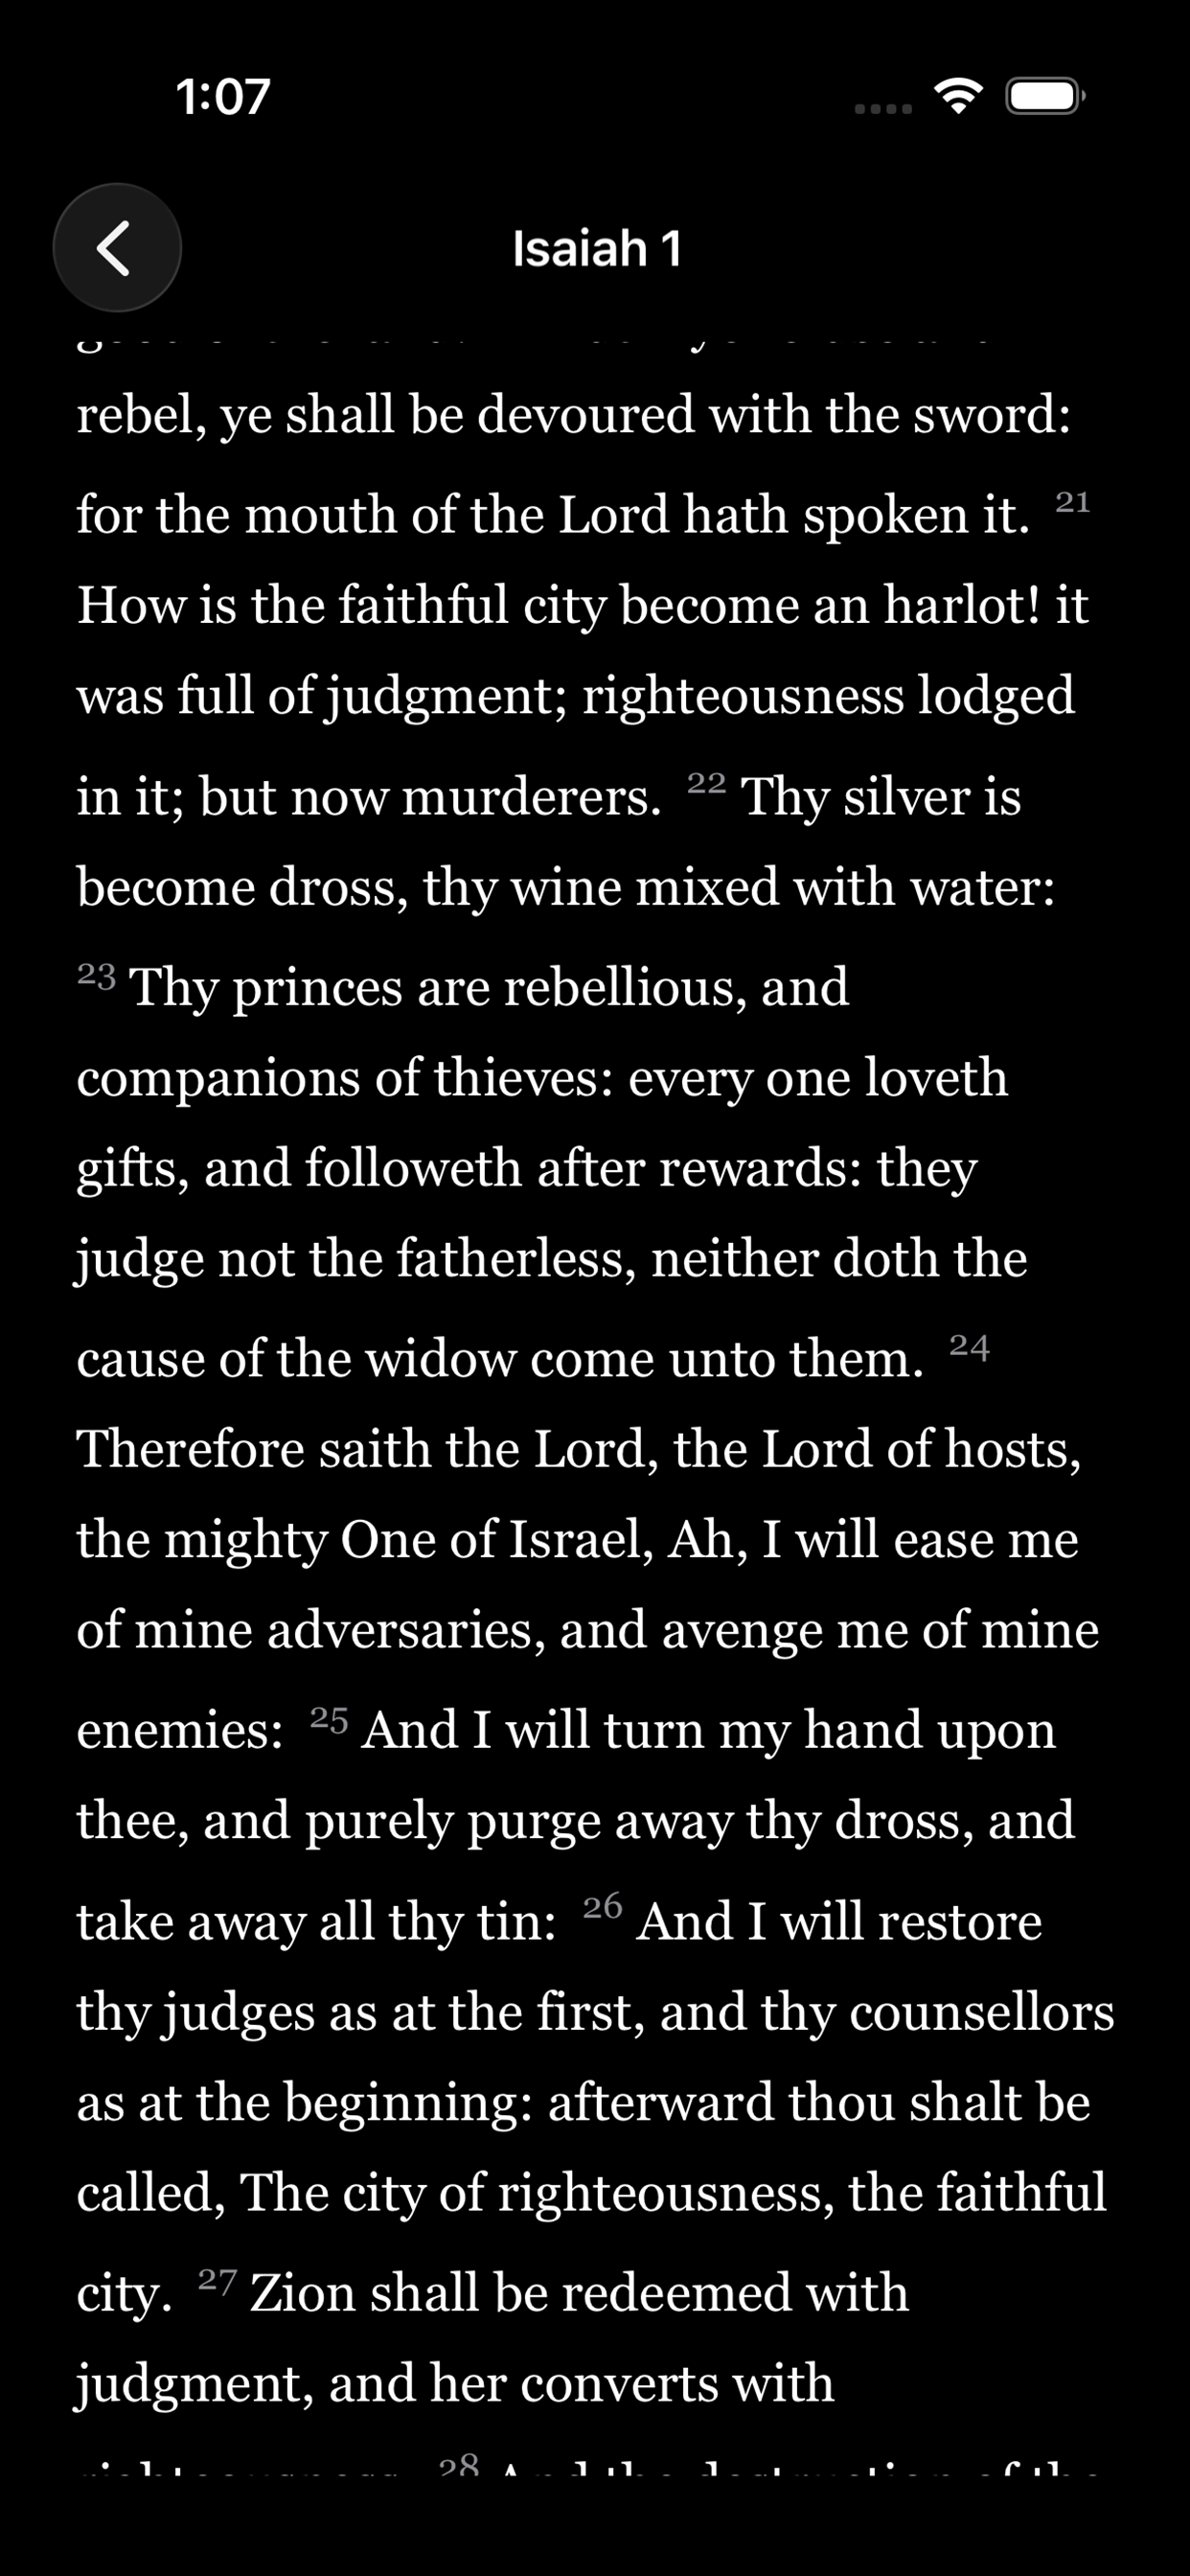 1:07
Isaiah 1
rebel, ye shall be devoured with the sword:
for the mouth of the Lord hath spoken it. 21
How is the faithful city become an harlot! it
was full of judgment; righteousness lodged
in it; but now murderers. 22 Thy silver is
become dross, thy wine mixed with water:
23 Thy princes are rebellious, and
companions of thieves: every one loveth
gifts, and followeth after rewards: they
judge not the fatherless, neither doth the
cause of the widow come unto them. 24
Therefore saith the Lord, the Lord of hosts,
the mighty One of Israel, Ah, I will ease me
of mine adversaries, and avenge me of mine
enemies: 25 And I will turn my hand upon
thee, and purely purge away thy dross, and
take away all thy tin: 26 And I will restore
thy judges as at the first, and thy counsellors
as at the beginning: afterward thou shalt be
called, The city of righteousness, the faithful
city. 27 Zion shall be redeemed with
judgment, and her converts with
righteousness. 28 And the destruction of the